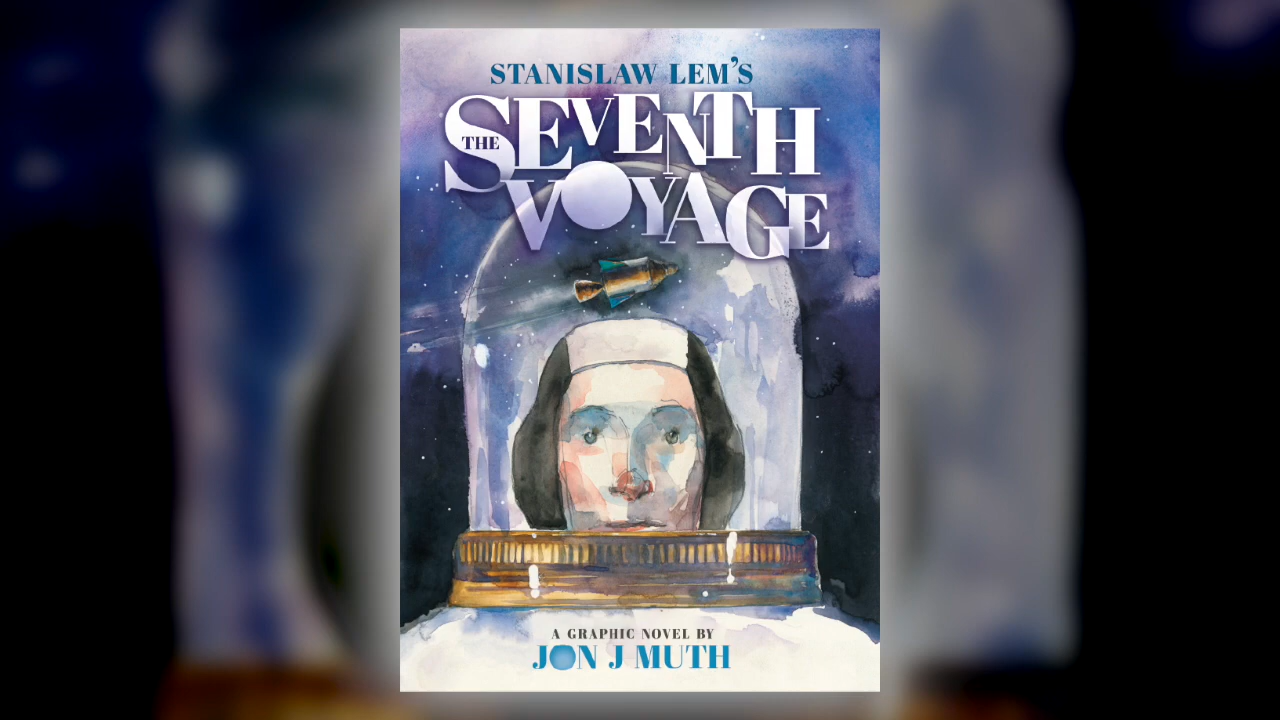 STANISLAW LEM'S
THE SEVENTH
VOYAGE
A GRAPHIC NOVEL BY
JON J MUTH